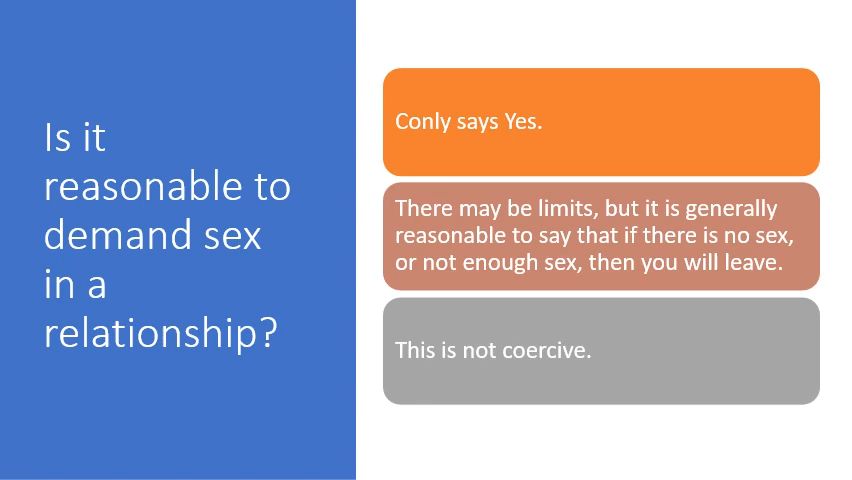 Is it
reasonable to
demand sex
in a
relationship?
Conly says Yes.
There may be limits, but it is generally
reasonable to say that if there is no sex,
or not enough sex, then you will leave.
This is not coercive.